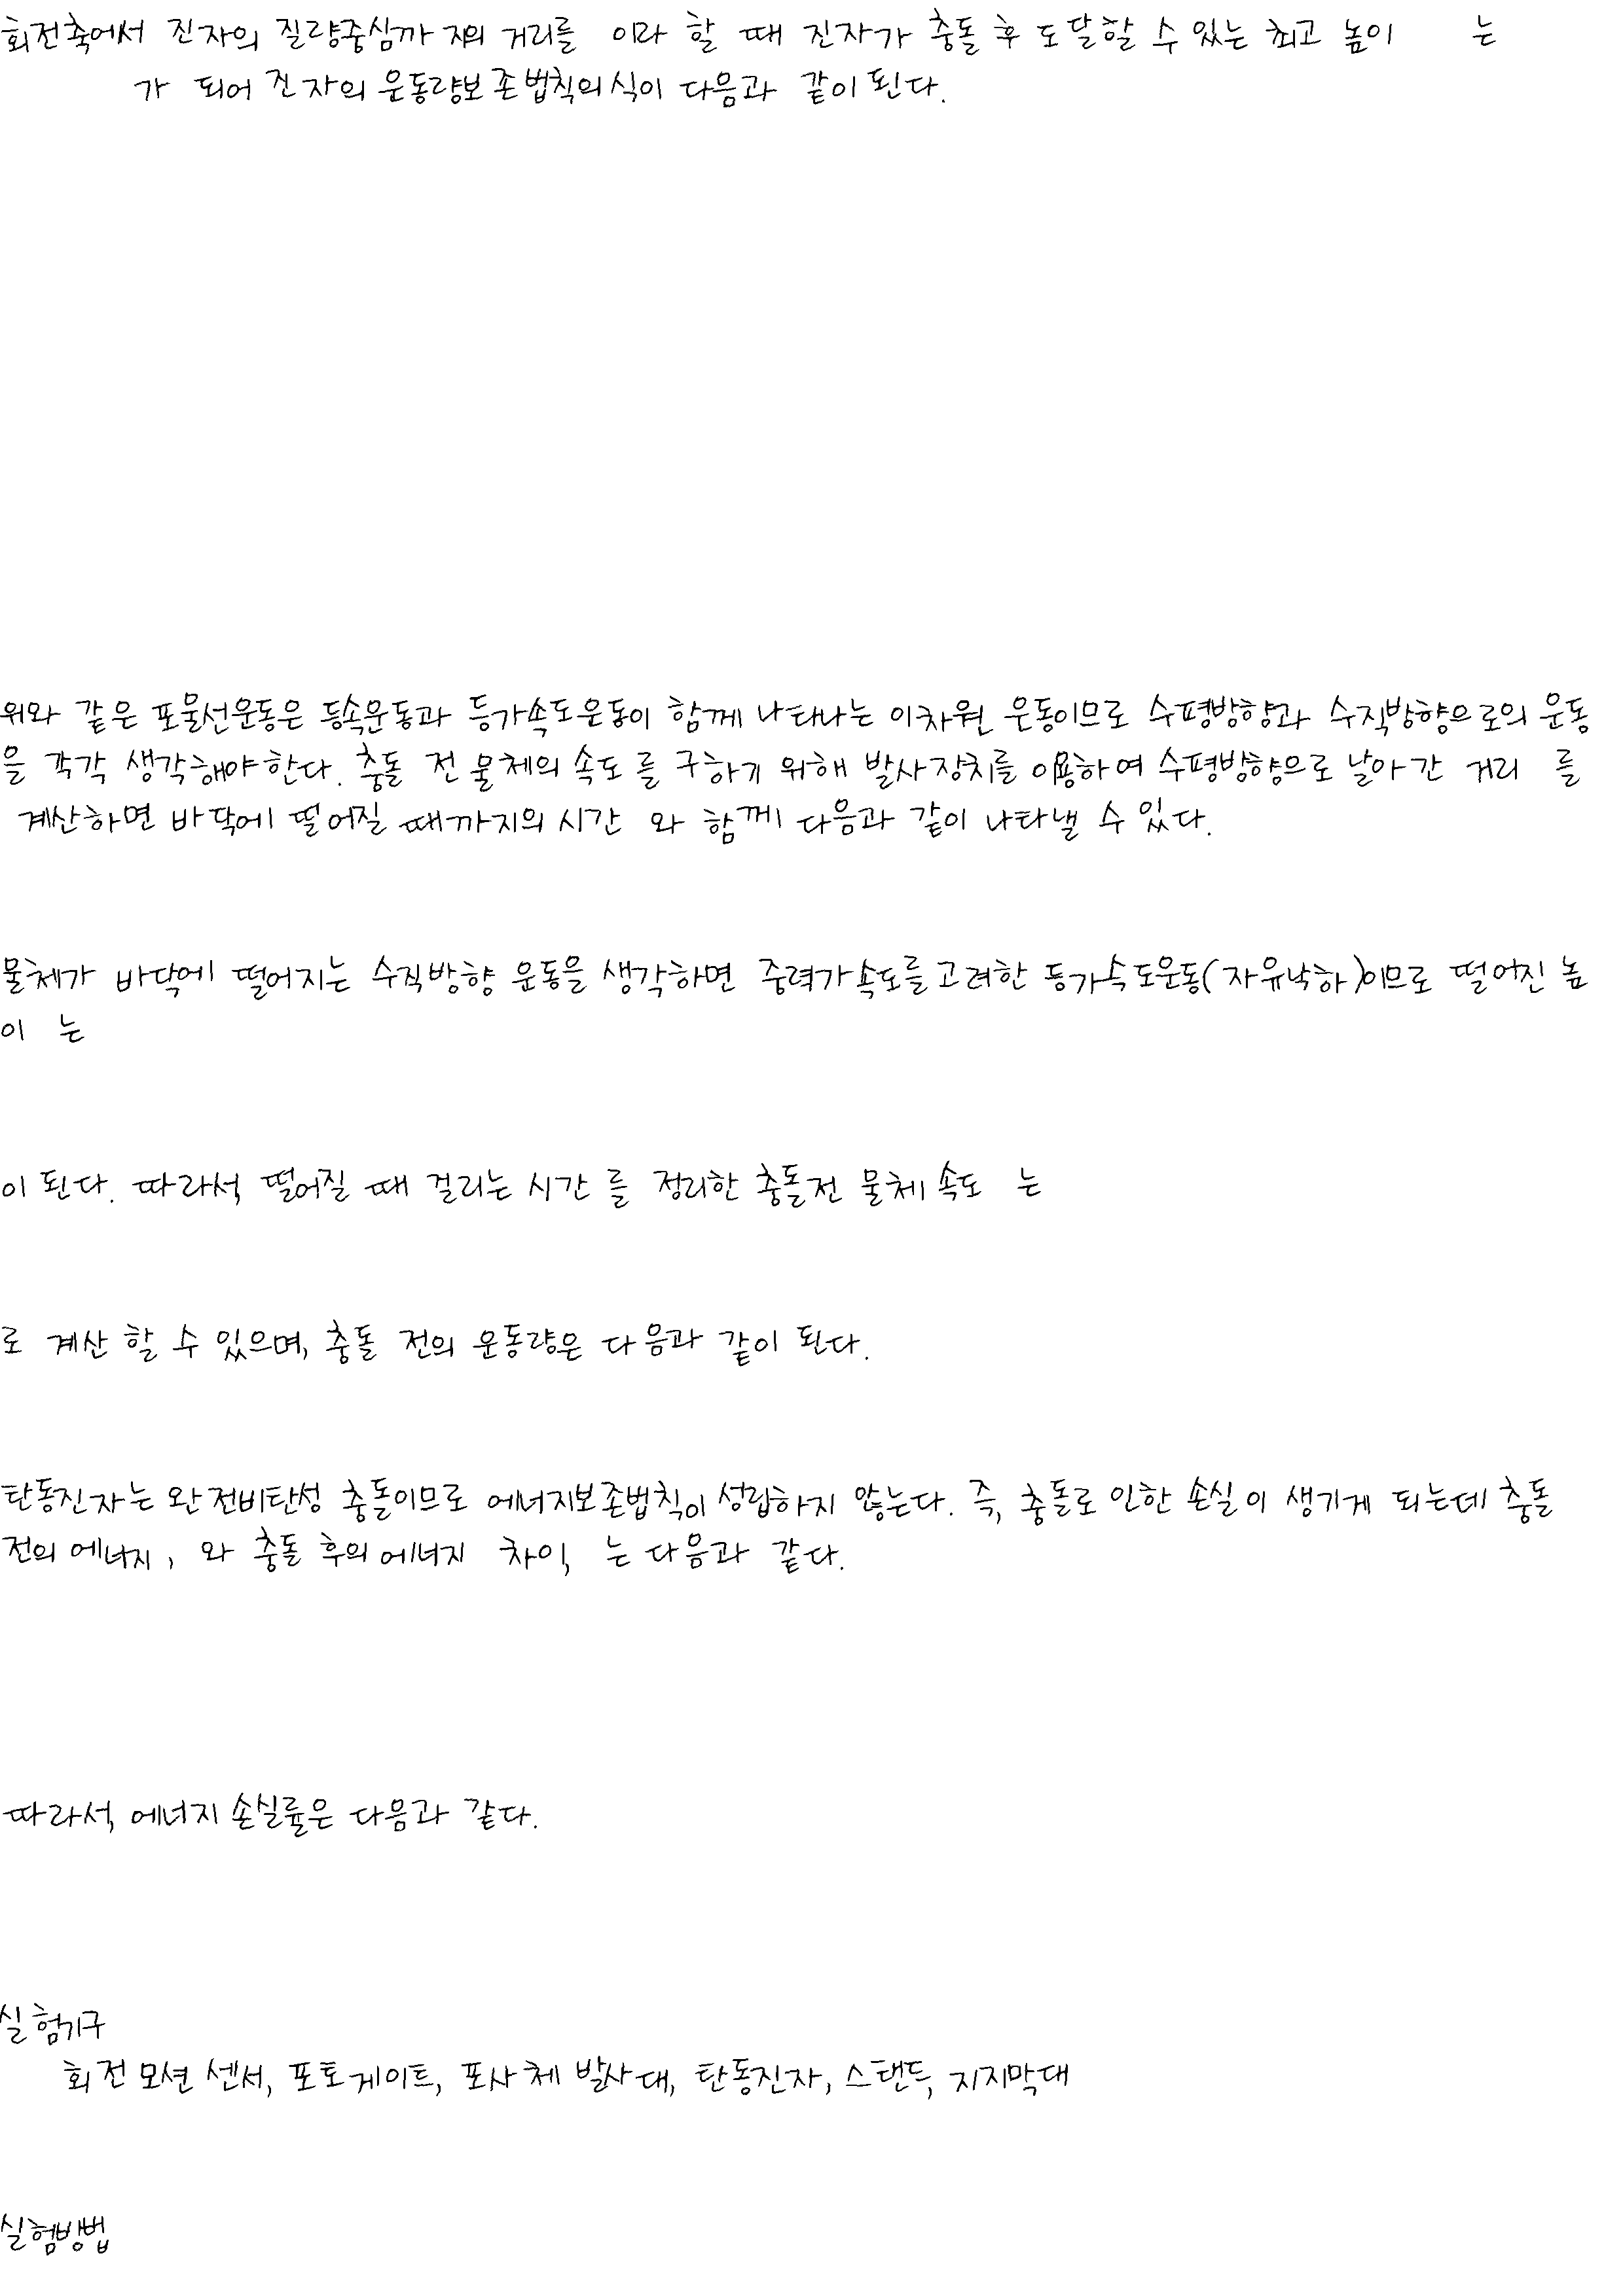 회전축에서 진자의 질량중심까지의 거리를 이라 할 때 진자가 충돌 후 도달할 수 있는 최고 높이 는
가 되어 진자의 운동량보존법칙의 식이 다음과 같이 된다.
위와 같은 포물선운동은 등속운동과 등가속도운동이 함께 나타나는 이차원 운동이므로 수평방향과 수직방향으로의 운동
을 각각 생각해야 한다. 충돌 전 물체의 속도를 구하기 위해 발사장치를 이용하여 수평방향으로 날아간 거리 를
계산하면 바닥에 떨어질 때까지의 시간 와 함께 다음과 같이 나타낼 수 있다.
물체가 바닥에 떨어지는 수직방향 운동을 생각하면 중력가속도를 고려한 등가속도운동(자유낙하)이므로 떨어진 높
이 는
이 된다. 따라서, 떨어질 때 걸리는 시간 를 정리한 충돌전 물체 속도 는
로 계산 할 수 있으며, 충돌 전의 운동량은 다음과 같이 된다.
탄동진자는 완전비탄성 충돌이므로 에너지보존법칙이 성립하지 않는다. 즉, 충돌로 인한 손실이 생기게 되는데 충돌
전의 에너지, 와 충돌 후의 에너지 차이, 는 다음과 같다.
따라서, 에너지 손실률은 다음과 같다.
실험기구
회전 모션 센서, 포토게이트, 포사체 발사대, 탄동진자, 스탠드, 지지막대
실험방법